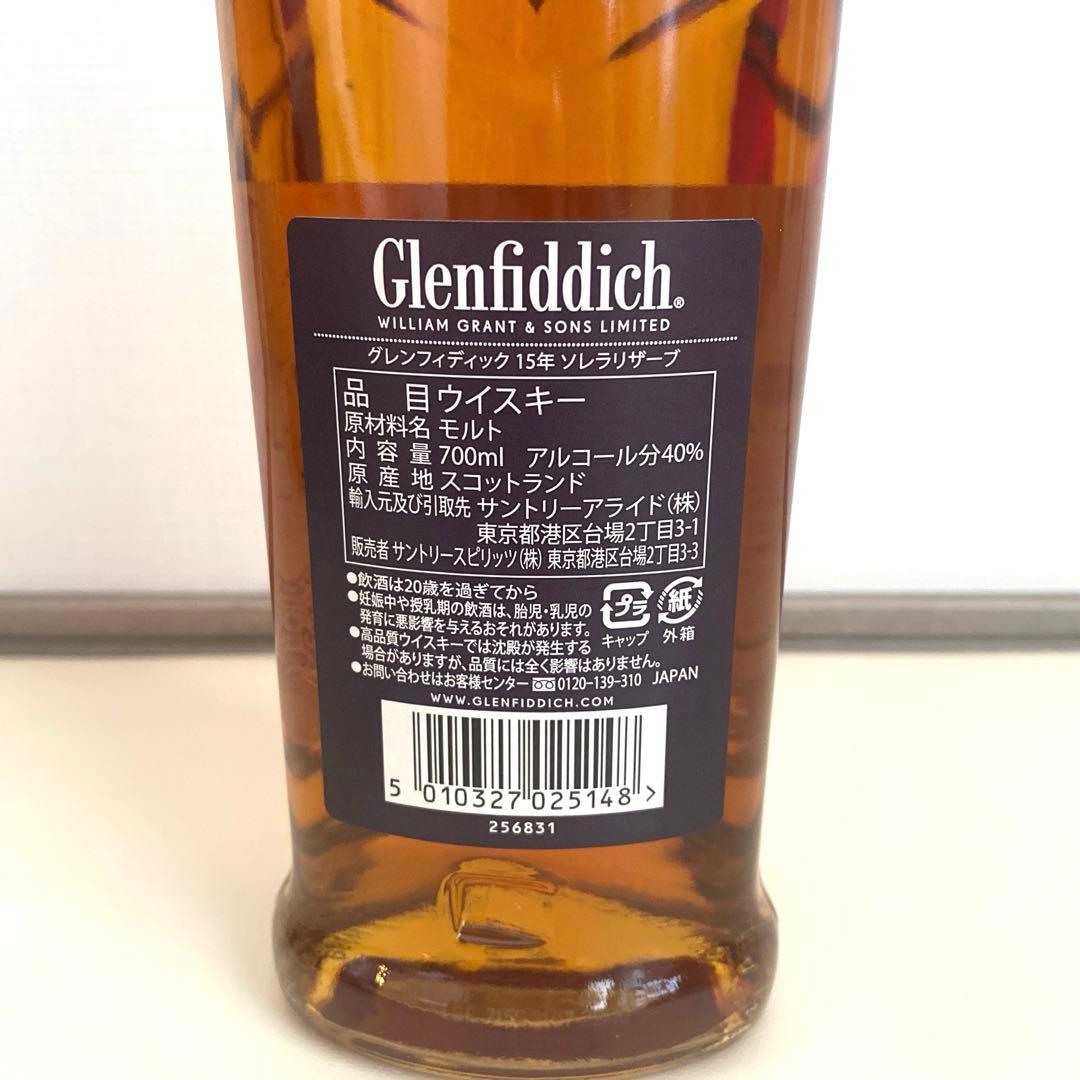 Glenfiddich®
WILLIAM GRANT & SONS LIMITED
グレンフィディック 15年 ソレラリザーブ
品目 ウイスキー
原材料名 モルト
内容量 700ml アルコール分40%
原産地 スコットランド
輸入元及び引取先 サントリーアライド(株)
東京都港区台場2丁目3-1
販売者 サントリースピリッツ(株) 東京都港区台場2丁目3-3
●飲酒は20歳を過ぎてから
●妊娠中や授乳期の飲酒は、胎児・乳児の
発育に悪影響を与えるおそれがあります。
●高品質ウイスキーでは沈殿が発生する
場合がありますが、品質には全く影響はありません。
●お問い合わせはお客様センター 0120-139-310 JAPAN
プラ
キャップ
紙
外箱
WWW.GLENFIDDICH.COM
5 010327 025148 >
256831